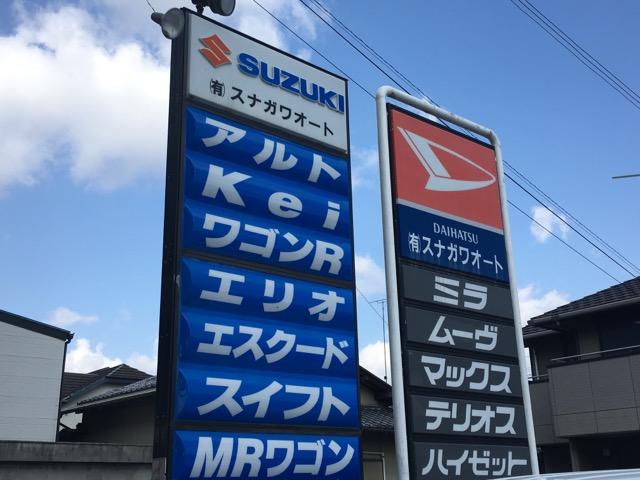 SUZUKI
㈲スナガワオート
アルト
Kei
ワゴンR
エリオ
エスクード
スイフト
MRワゴン
DAIHATSU
㈲スナガワオート
ミラ
ムーヴ
マックス
テリオス
ハイゼット